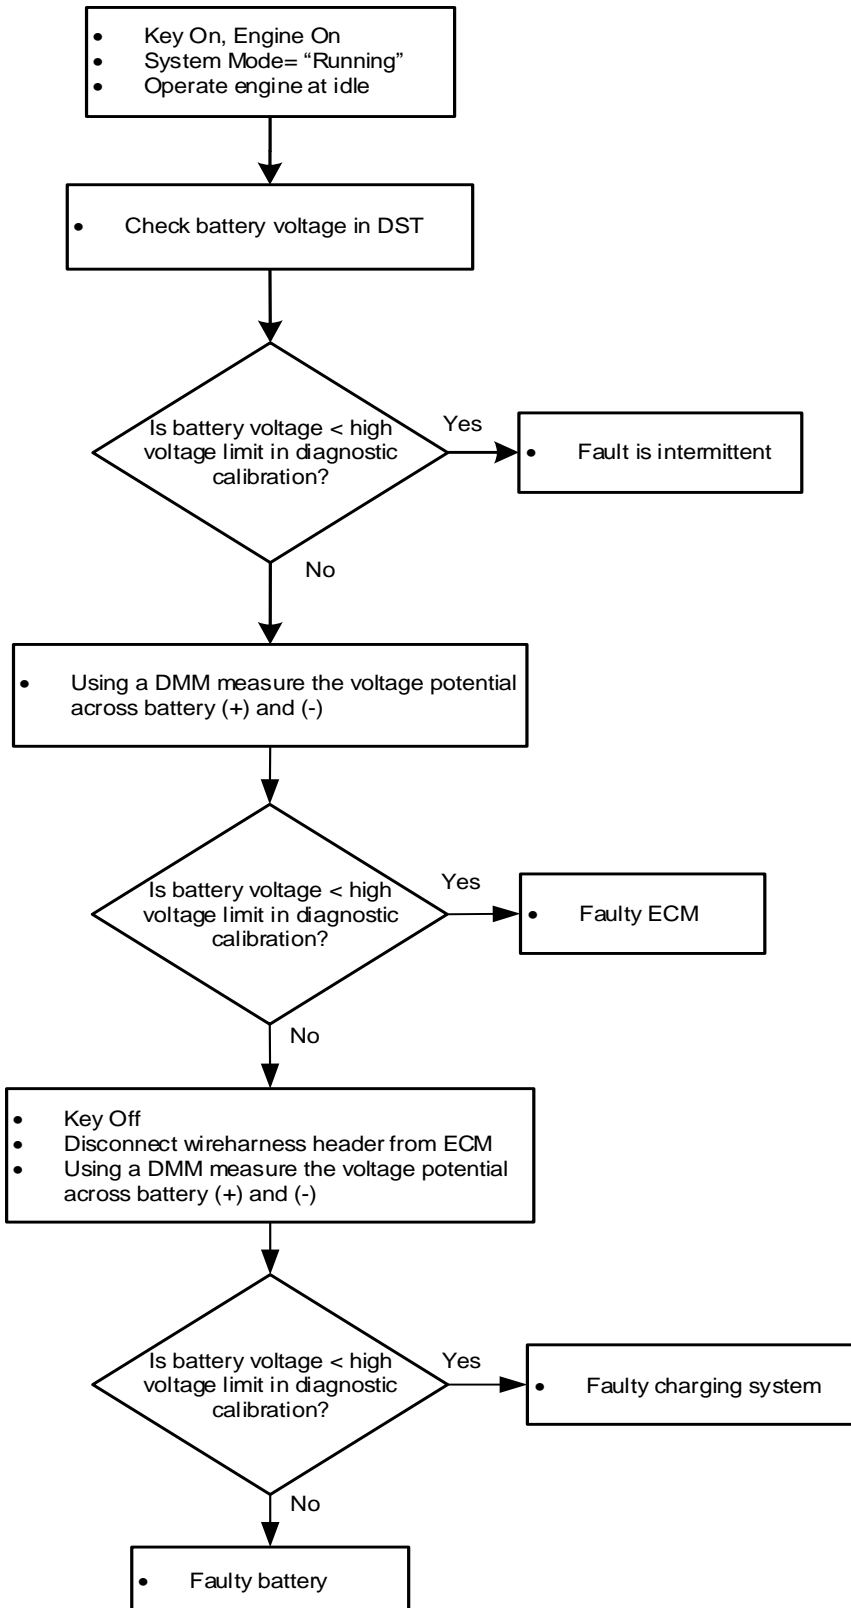 • Key On, Engine On
• System Mode= “Running”
• Operate engine at idle
• Check battery voltage in DST
Is battery voltage < high
voltage limit in diagnostic
calibration?
Yes
• Fault is intermittent
No
• Using a DMM measure the voltage potential
across battery (+) and (-)
Is battery voltage < high
voltage limit in diagnostic
calibration?
Yes
• Faulty ECM
No
• Key Off
• Disconnect wireharness header from ECM
• Using a DMM measure the voltage potential
across battery (+) and (-)
Is battery voltage < high
voltage limit in diagnostic
calibration?
Yes
• Faulty charging system
No
• Faulty battery